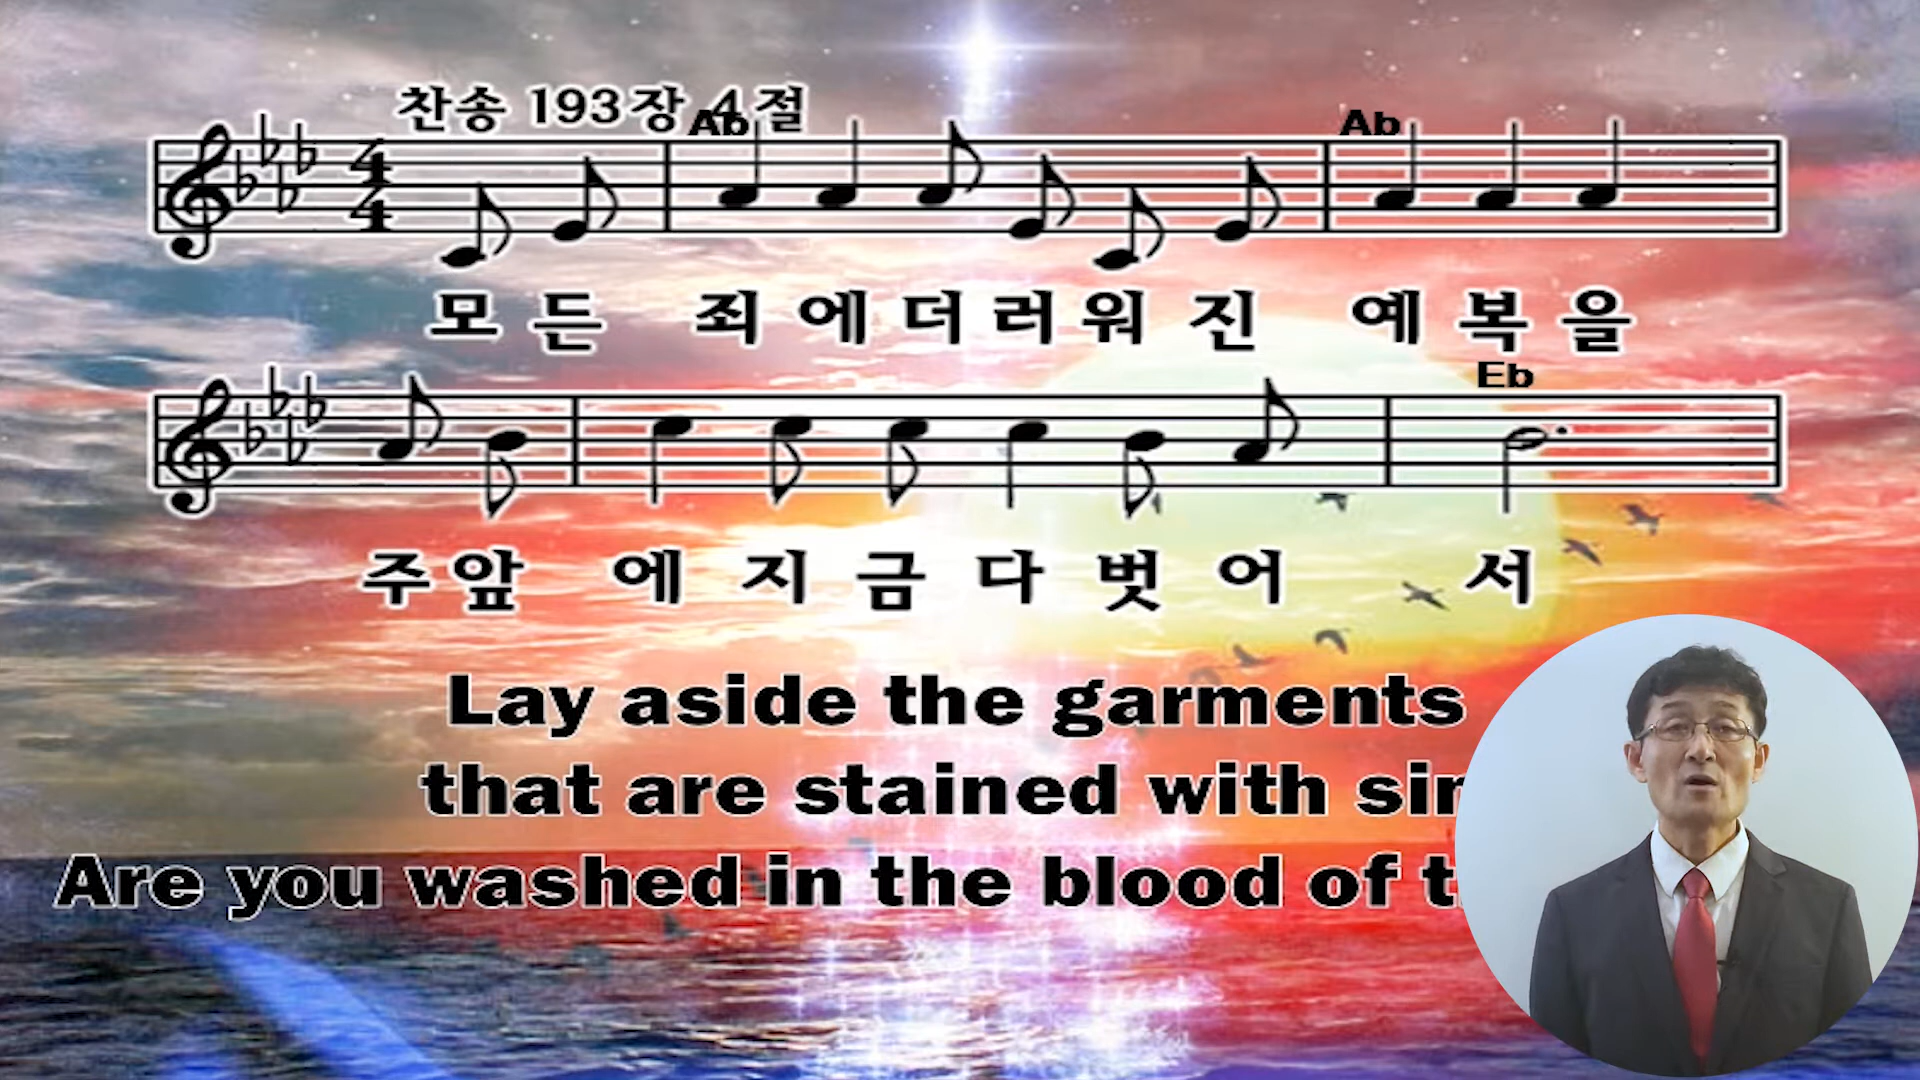 찬송 193장 4절
Ab Ab
4
4
모 든 죄 에 더 러 워 진 예 복 을
Eb
주 앞 에 지 금 다 벗 어 서
Lay aside the garments
that are stained with
Are you washed in the blood of